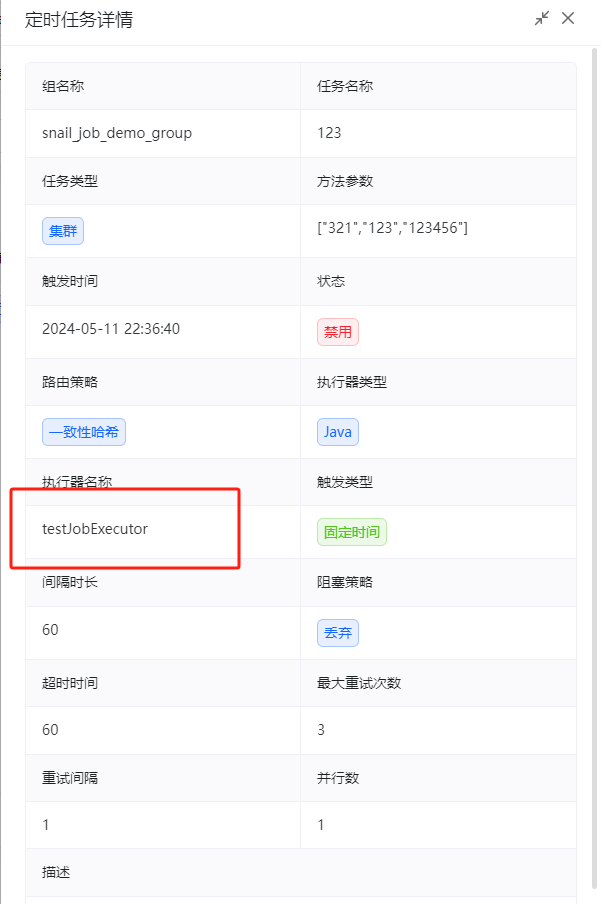 定时任务详情
组名称 任务名称
snail_job_demo_group 123
任务类型 方法参数
集群 ["321","123","123456"]
触发时间 状态
2024-05-11 22:36:40 禁用
路由策略 执行器类型
一致性哈希 Java
执行器名称 触发类型
testJobExecutor 固定时间
间隔时长 阻塞策略
60 丢弃
超时时间 最大重试次数
60 3
重试间隔 并行数
1 1
描述